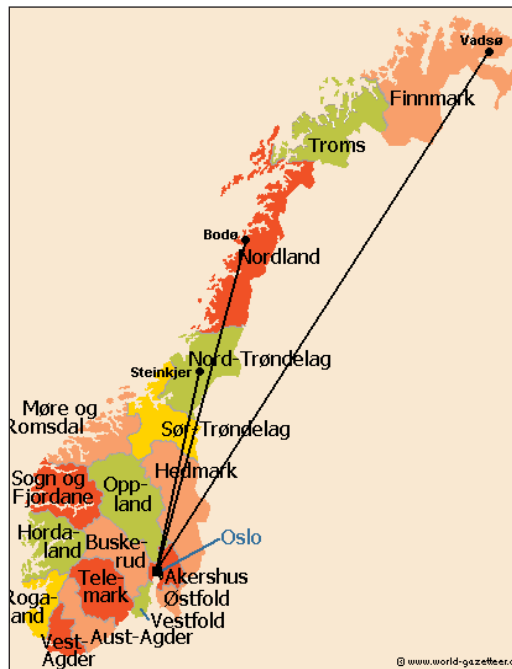 Vadsø
Finnmark
Troms
Bodø
Nordland
Nord-Trøndelag
Steinkjer
Møre og
Romsdal
Sør-Trøndelag
Hedmark
Sogn og
Fjordane
Opp-
land
Horda-
land
Buske-
rud
Oslo
Akershus
Tele-
mark
Østfold
Roga-
land
Vestfold
Vest-
Agder
Aust-Agder
© www.world-gazetteer.c